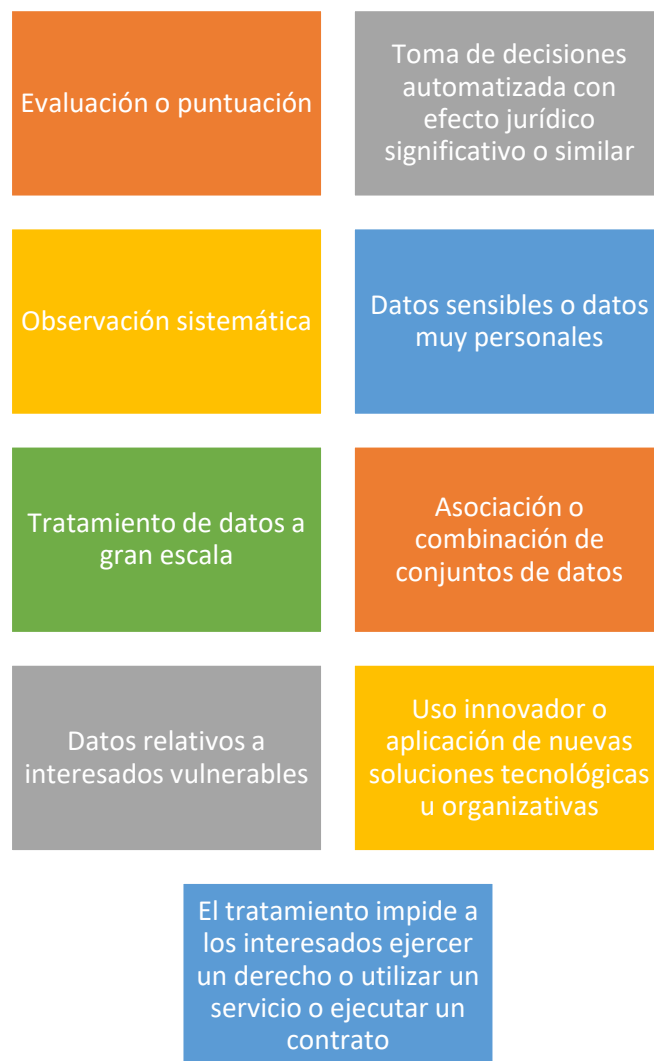 Evaluación o puntuación
Toma de decisiones
automatizada con
efecto jurídico
significativo o similar
Observación sistemática
Datos sensibles o datos
muy personales
Tratamiento de datos a
gran escala
Asociación o
combinación de
conjuntos de datos
Datos relativos a
interesados vulnerables
Uso innovador o
aplicación de nuevas
soluciones tecnológicas
u organizativas
El tratamiento impide a
los interesados ejercer
un derecho o utilizar un
servicio o ejecutar un
contrato